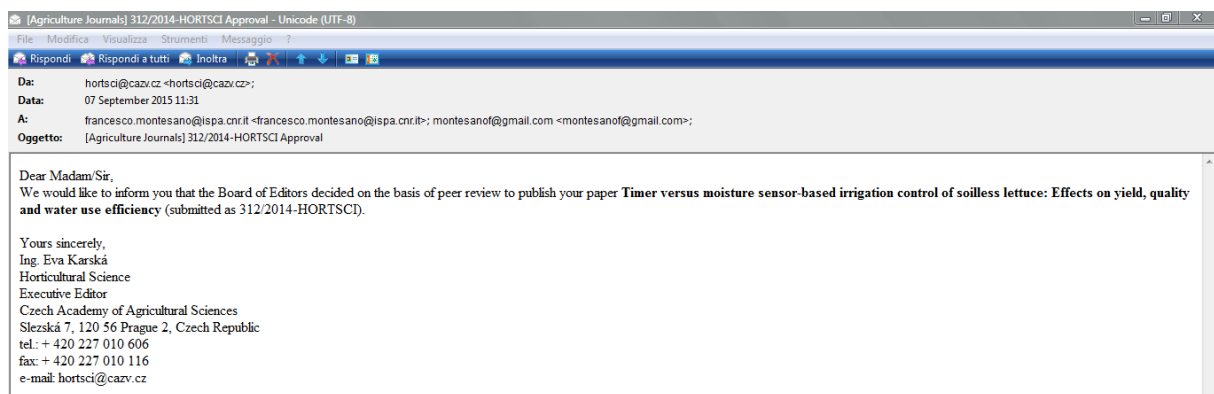 [Agriculture Journals] 312/2014-HORTSCI Approval - Unicode (UTF-8)
File Modifica Visualizza Strumenti Messaggio ?
Rispondi Rispondi a tutti Inoltra
Da: hortsci@cazv.cz <hortsci@cazv.cz>;
Data: 07 September 2015 11:31
A: francesco.montesano@ispa.cnr.it <francesco.montesano@ispa.cnr.it>; montesanof@gmail.com <montesanof@gmail.com>;
Oggetto: [Agriculture Journals] 312/2014-HORTSCI Approval
Dear Madam/Sir,
We would like to inform you that the Board of Editors decided on the basis of peer review to publish your paper Timer versus moisture sensor-based irrigation control of soilless lettuce: Effects on yield, quality
and water use efficiency (submitted as 312/2014-HORTSCI).
Yours sincerely,
Ing. Eva Karská
Horticultural Science
Executive Editor
Czech Academy of Agricultural Sciences
Slezská 7, 120 56 Prague 2, Czech Republic
tel.: + 420 227 010 606
fax: + 420 227 010 116
e-mail: hortsci@cazv.cz